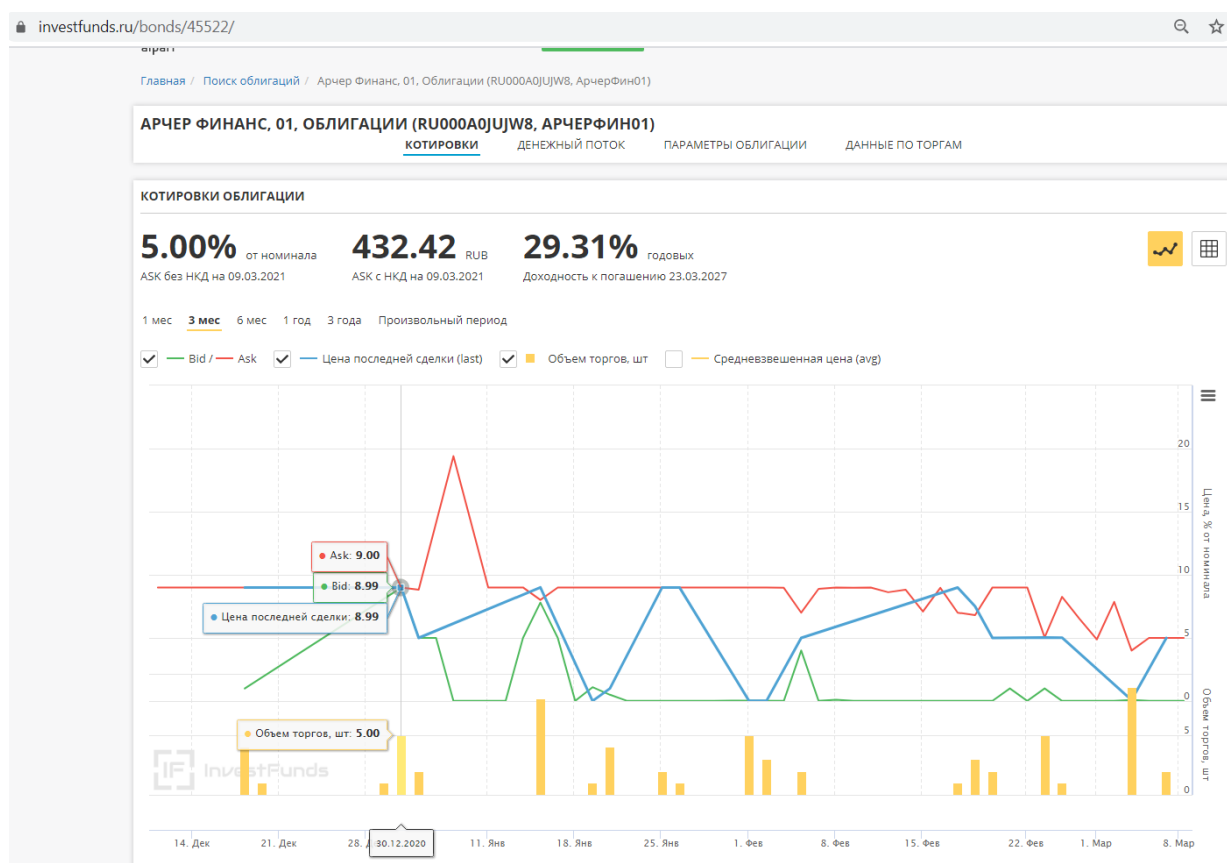 investfunds.ru/bonds/45522/
alpari
Главная / Поиск облигаций / Арчер Финанс, 01, Облигации (RU000A0JUJW8, АрчерФин01)
АРЧЕР ФИНАНС, 01, ОБЛИГАЦИИ (RU000A0JUJW8, АРЧЕРФИН01)
КОТИРОВКИ ДЕНЕЖНЫЙ ПОТОК ПАРАМЕТРЫ ОБЛИГАЦИИ ДАННЫЕ ПО ТОРГАМ
КОТИРОВКИ ОБЛИГАЦИИ
5.00% от номинала 432.42 RUB 29.31% годовых
ASK без НКД на 09.03.2021 ASK с НКД на 09.03.2021 Доходность к погашению 23.03.2027
1 мес 3 мес 6 мес 1 год 3 года Произвольный период
Bid / Ask Цена последней сделки (last) Объем торгов, шт Средневзвешенная цена (avg)
20
15
10
5
0
Цена, % от номинала
Ask: 9.00
Bid: 8.99
Цена последней сделки: 8.99
Объем торгов, шт: 5.00
5
0
Объем торгов, шт
IF InvestFunds
14. Дек 21. Дек 28. 30.12.2020 11. Янв 18. Янв 25. Янв 1. Фев 8. Фев 15. Фев 22. Фев 1. Мар 8. Мар